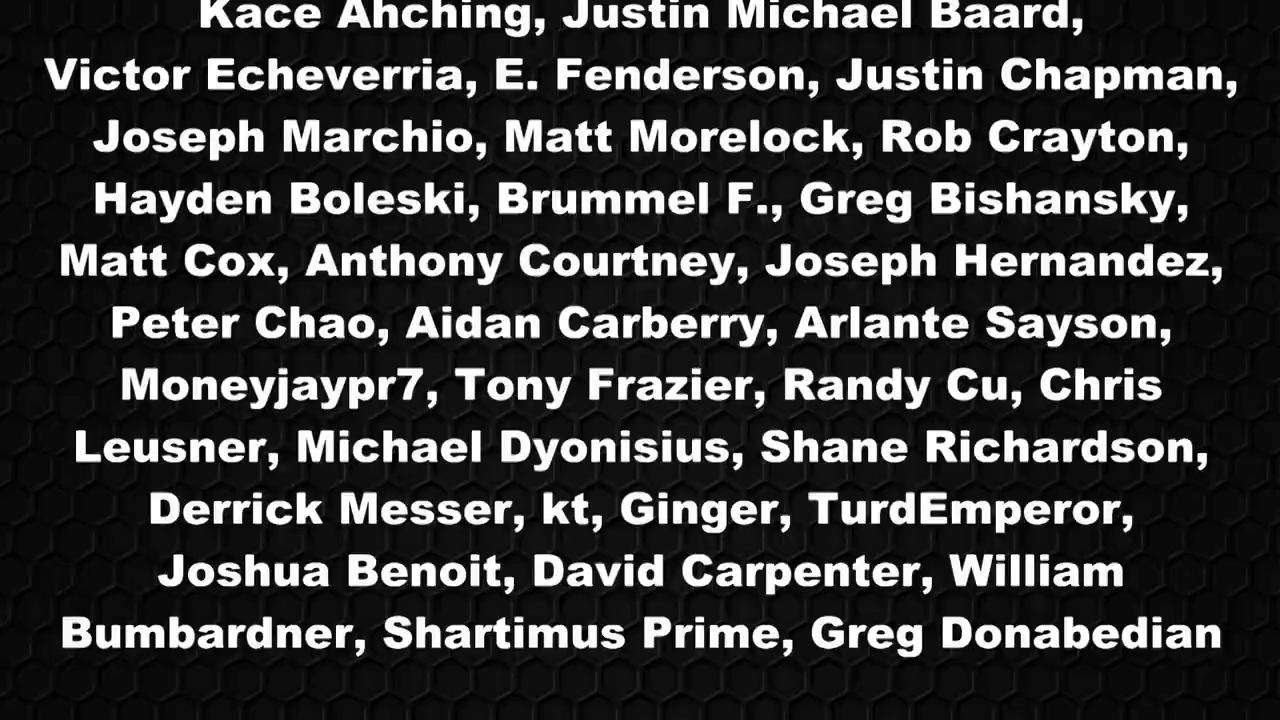 Kace Ahching, Justin Michael Baard,
Victor Echeverria, E. Fenderson, Justin Chapman,
Joseph Marchio, Matt Morelock, Rob Crayton,
Hayden Boleski, Brummel F., Greg Bishansky,
Matt Cox, Anthony Courtney, Joseph Hernandez,
Peter Chao, Aidan Carberry, Arlante Sayson,
Moneyjaypr7, Tony Frazier, Randy Cu, Chris
Leusner, Michael Dyonisius, Shane Richardson,
Derrick Messer, kt, Ginger, TurdEmperor,
Joshua Benoit, David Carpenter, William
Bumbardner, Shartimus Prime, Greg Donabedian